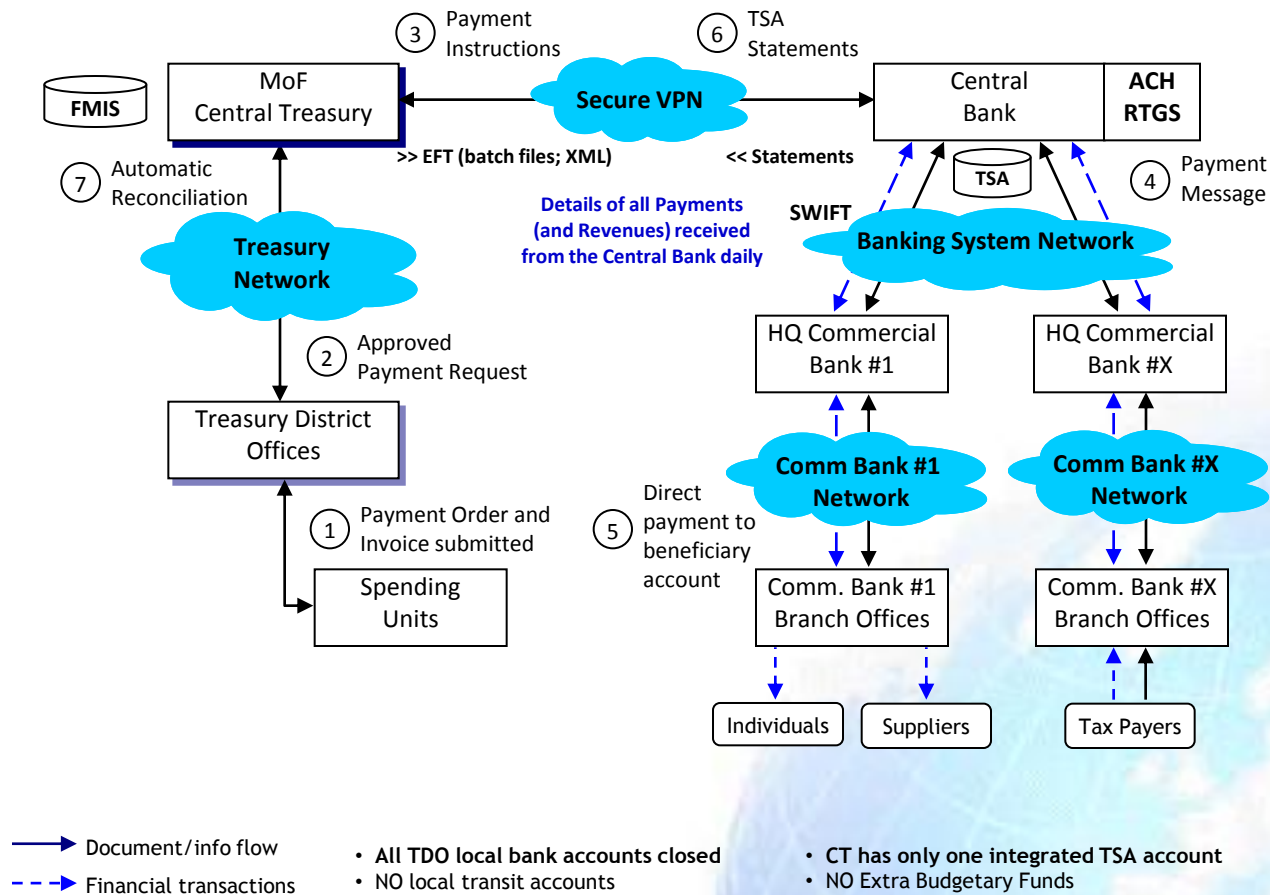 3
Payment
Instructions
6
TSA
Statements
FMIS
MoF
Central Treasury
Secure VPN
Central
Bank
ACH
RTGS
>> EFT (batch files; XML)
<< Statements
7
Automatic
Reconciliation
TSA
4
Payment
Message
Details of all Payments
(and Revenues) received
from the Central Bank daily
SWIFT
Banking System Network
Treasury
Network
2
Approved
Payment Request
HQ Commercial
Bank #1
HQ Commercial
Bank #X
Treasury District
Offices
Comm Bank #1
Network
Comm Bank #X
Network
1
Payment Order and
Invoice submitted
5
Direct
payment to
beneficiary
account
Spending
Units
Comm. Bank #1
Branch Offices
Comm. Bank #X
Branch Offices
Individuals
Suppliers
Tax Payers
Document/info flow
Financial transactions
• All TDO local bank accounts closed
• NO local transit accounts
• CT has only one integrated TSA account
• NO Extra Budgetary Funds